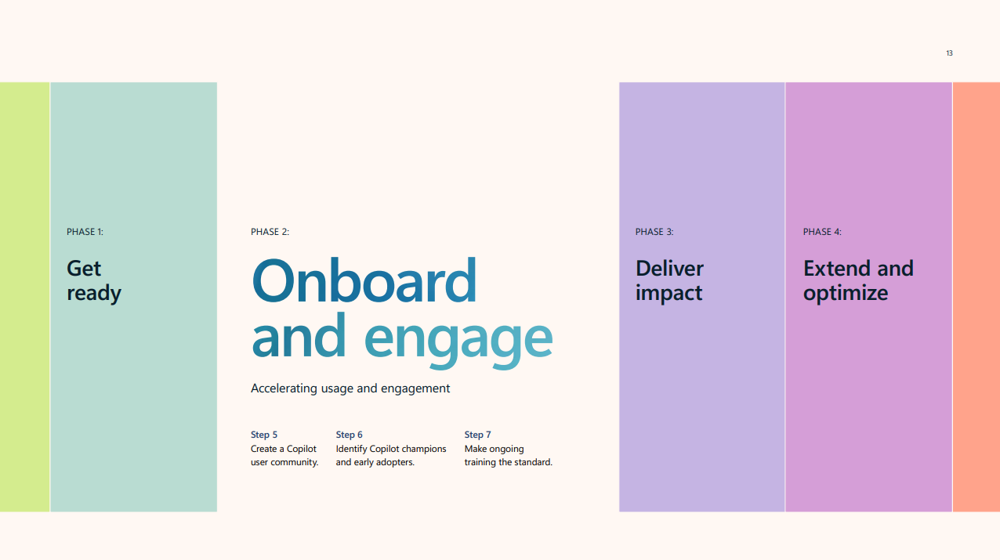 13
PHASE 1:
Get
ready
PHASE 2:
Onboard
and engage
Accelerating usage and engagement
Step 5
Create a Copilot
user community.
Step 6
Identify Copilot champions
and early adopters.
Step 7
Make ongoing
training the standard.
PHASE 3:
Deliver
impact
PHASE 4:
Extend and
optimize